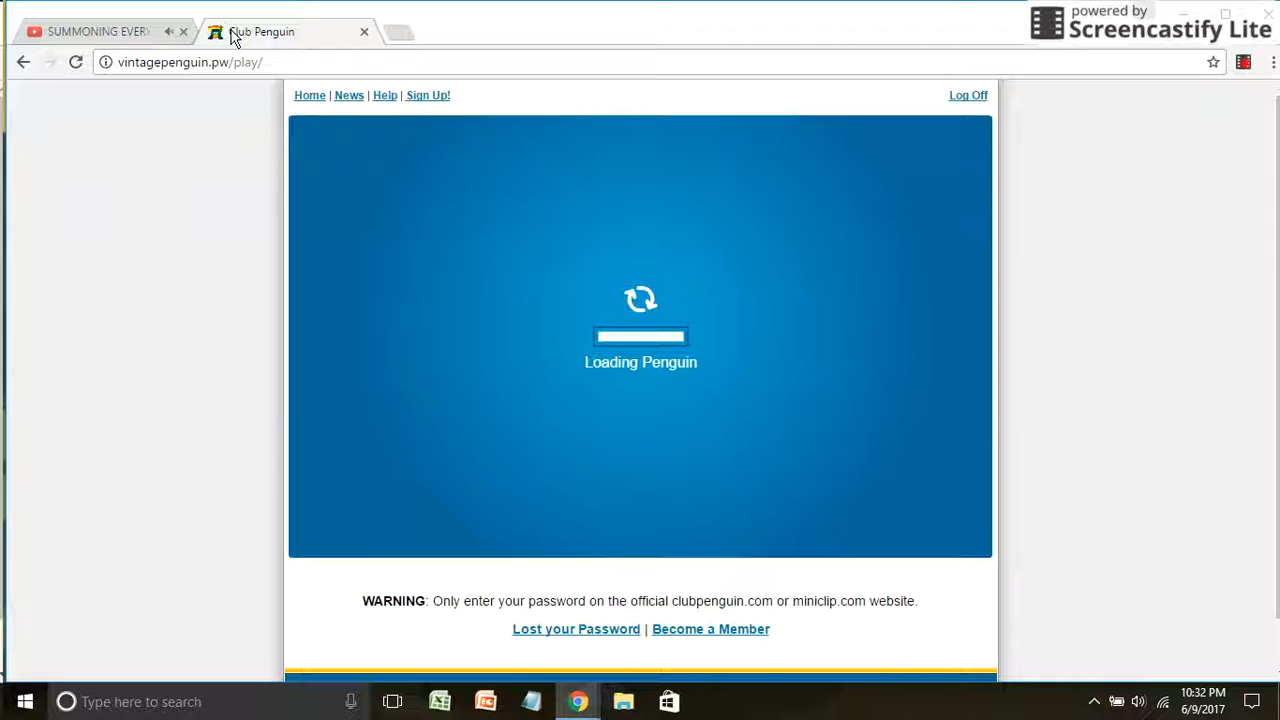 powered by
Screencastify Lite
SUMMONING EVERY
Club Penguin
vintagepenguin.pw/play/
Home | News | Help | Sign Up!
Log Off
Loading Penguin
WARNING: Only enter your password on the official clubpenguin.com or miniclip.com website.
Lost your Password | Become a Member
Type here to search
10:32 PM
6/9/2017